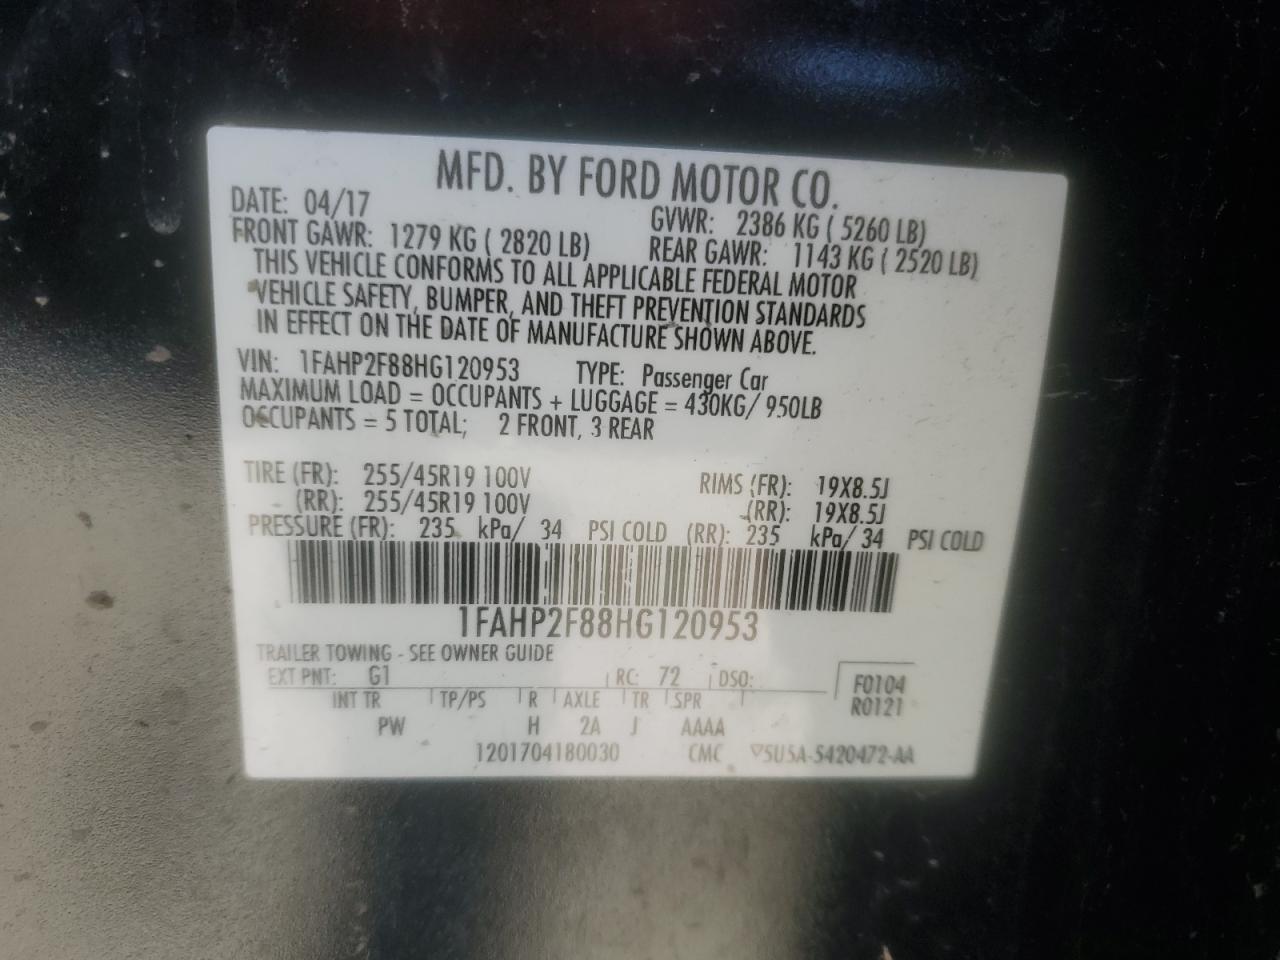 MFD. BY FORD MOTOR CO.
DATE: 04/17 GVWR: 2386 KG ( 5260 LB)
FRONT GAWR: 1279 KG ( 2820 LB) REAR GAWR: 1143 KG ( 2520 LB)
THIS VEHICLE CONFORMS TO ALL APPLICABLE FEDERAL MOTOR
VEHICLE SAFETY, BUMPER, AND THEFT PREVENTION STANDARDS
IN EFFECT ON THE DATE OF MANUFACTURE SHOWN ABOVE.
VIN: 1FAHP2F88HG120953 TYPE: Passenger Car
MAXIMUM LOAD = OCCUPANTS + LUGGAGE = 430KG/ 950LB
OCCUPANTS = 5 TOTAL; 2 FRONT, 3 REAR
TIRE (FR): 255/45R19 100V RIMS (FR): 19X8.5J
(RR): 255/45R19 100V (RR): 19X8.5J
PRESSURE (FR): 235 kPa/ 34 PSI COLD (RR): 235 kPa/ 34 PSI COLD
1FAHP2F88HG120953
TRAILER TOWING - SEE OWNER GUIDE
EXT PNT: G1 RC: 72 DSO: F0104
INT TR TP/PS R AXLE TR SPR R0121
PW H 2A J AAAA
1201704180030 CMC ▽5U5A-5420472-AA